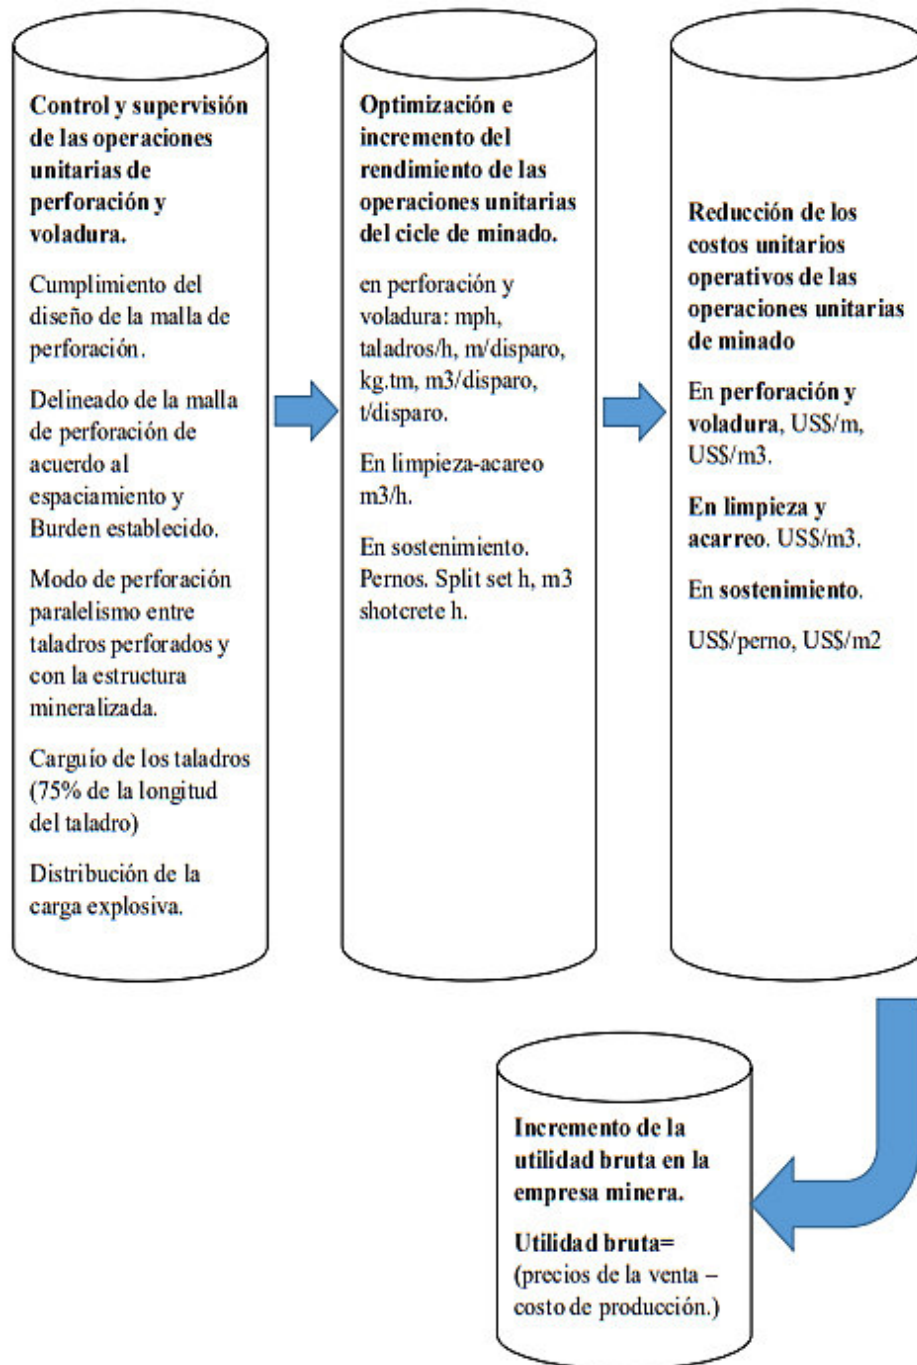 Control y supervisión
de las operaciones
unitarias de
perforación y
voladura.
Cumplimiento del
diseño de la malla de
perforación.
Delineado de la malla
de perforación de
acuerdo al
espaciamiento y
Burden establecido.
Modo de perforación
paralelismo entre
taladros perforados y
con la estructura
mineralizada.
Carguío de los taladros
(75% de la longitud
del taladro)
Distribución de la
carga explosiva.
Optimización e
incremento del
rendimiento de las
operaciones unitarias
del cicle de minado.
en perforación y
voladura: mph,
taladros/h, m/disparo,
kg.tm, m3/disparo,
t/disparo.
En limpieza-acareo
m3/h.
En sostenimiento.
Pernos. Split set h, m3
shotcrete h.
Reducción de los
costos unitarios
operativos de las
operaciones unitarias
de minado
En perforación y
voladura, US$/m,
US$/m3.
En limpieza y
acarreo. US$/m3.
En sostenimiento.
US$/perno, US$/m2
Incremento de la
utilidad bruta en la
empresa minera.
Utilidad bruta=
(precios de la venta –
costo de producción.)